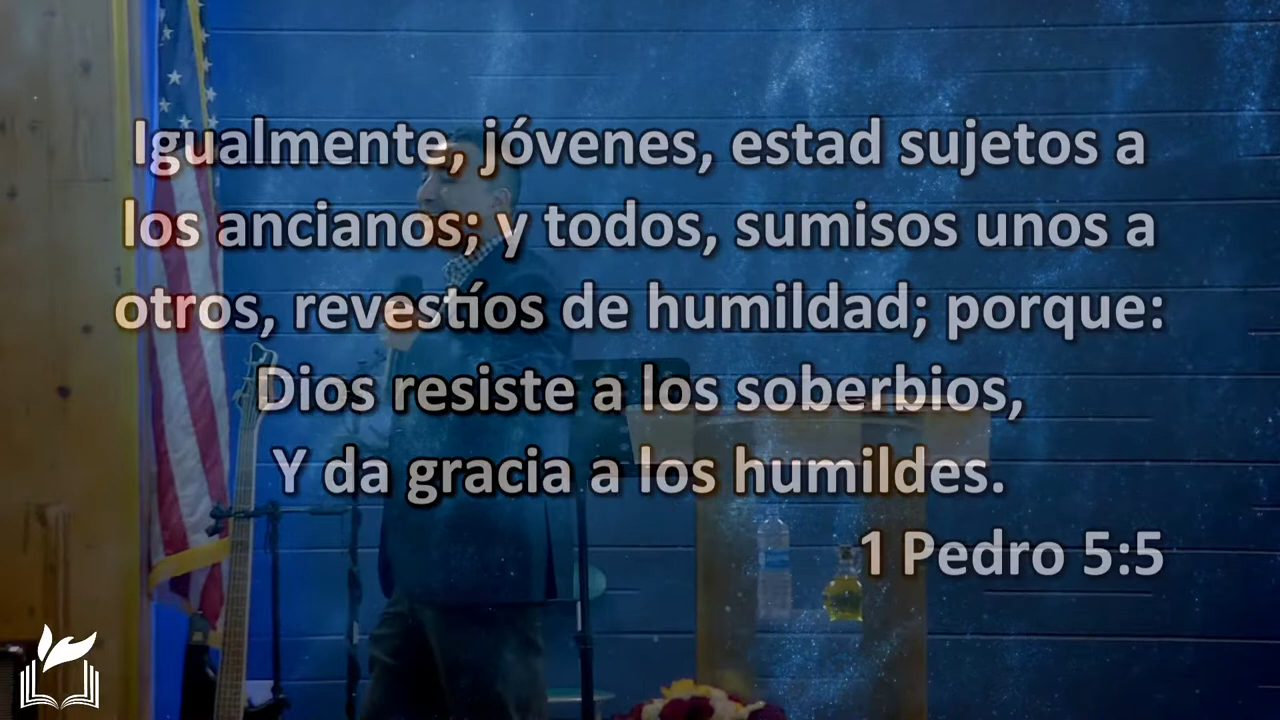 Igualmente, jóvenes, estad sujetos a
los ancianos; y todos, sumisos unos a
otros, revestíos de humildad; porque:
Dios resiste a los soberbios,
Y da gracia a los humildes.
1 Pedro 5:5